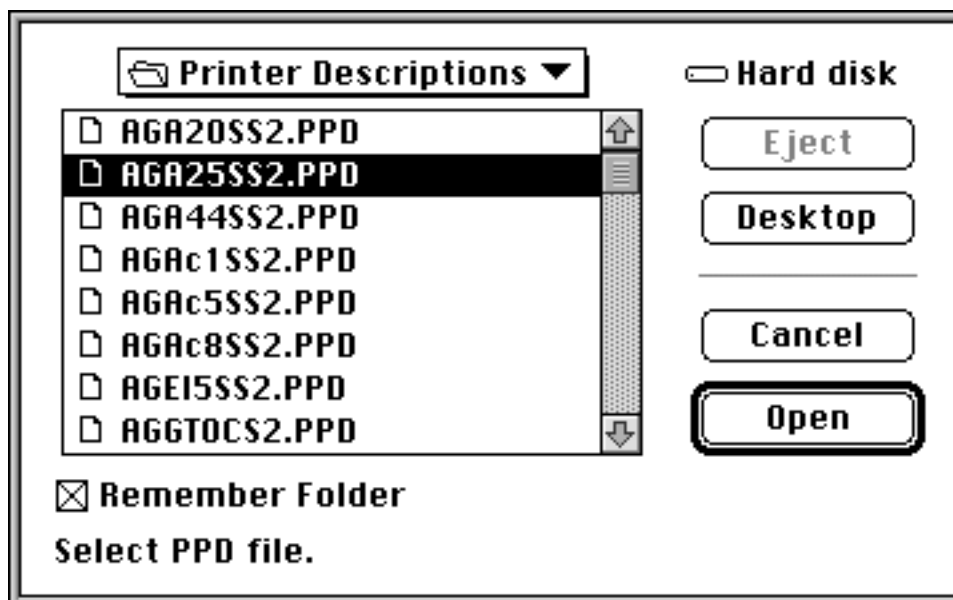 Printer Descriptions
Hard disk
AGA20SS2.PPD
AGA25SS2.PPD
AGA44SS2.PPD
AGAc1SS2.PPD
AGAc5SS2.PPD
AGAc8SS2.PPD
AGEI5SS2.PPD
AGGT0CS2.PPD
Eject
Desktop
Cancel
Open
Remember Folder
Select PPD file.